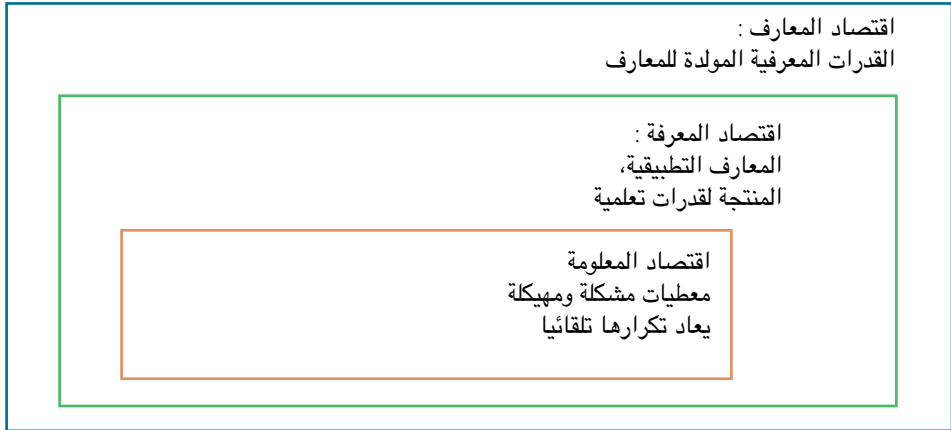 اقتصاد المعارف :
القدرات المعرفية المولدة للمعارف
اقتصاد المعرفة :
المعارف التطبيقية،
المنتجة لقدرات تعلمية
اقتصاد المعلومة
معطيات مشكلة ومهيكلة
يعاد تكرارها تلقائيا